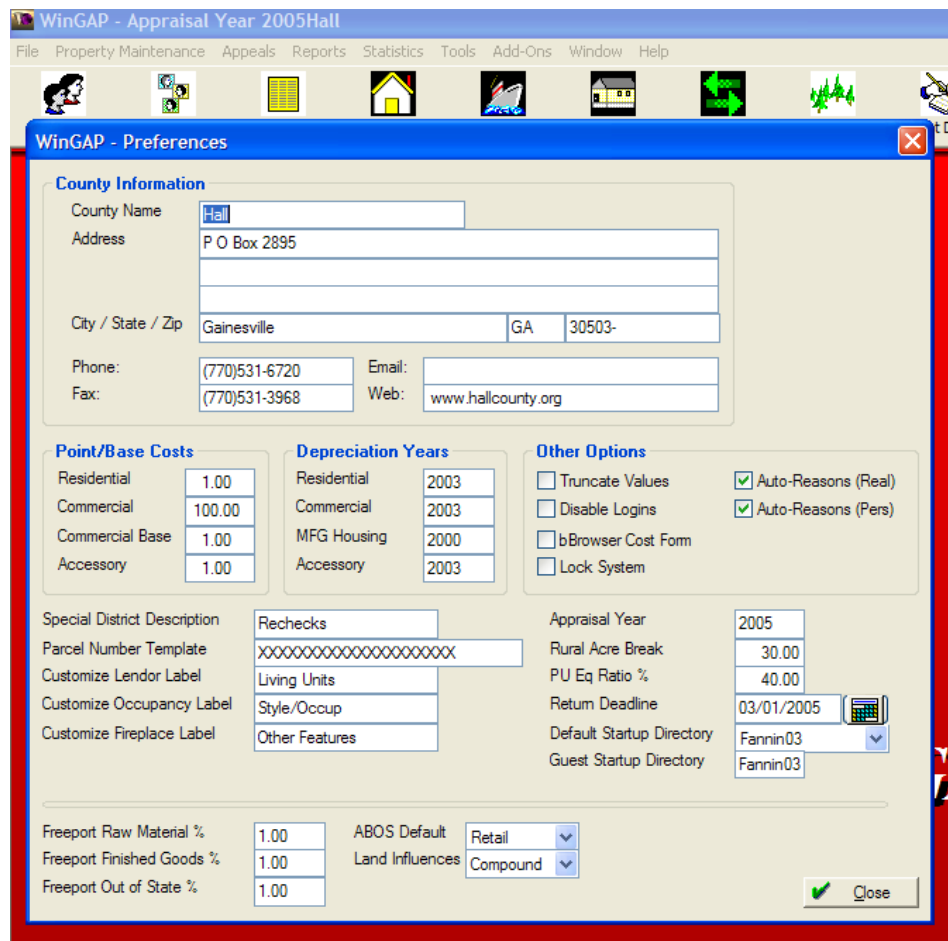 WinGAP - Appraisal Year 2005Hall
File Property Maintenance Appeals Reports Statistics Tools Add-Ons Window Help
WinGAP - Preferences
County Information
County Name Hall
Address P O Box 2895
City / State / Zip Gainesville GA 30503-
Phone: (770)531-6720 Email:
Fax: (770)531-3968 Web: www.hallcounty.org
Point/Base Costs Depreciation Years Other Options
Residential 1.00 Residential 2003 Truncate Values Auto-Reasons (Real)
Commercial 100.00 Commercial 2003 Disable Logins Auto-Reasons (Pers)
Commercial Base 1.00 MFG Housing 2000 bBrowser Cost Form
Accessory 1.00 Accessory 2003 Lock System
Special District Description Rechecks Appraisal Year 2005
Parcel Number Template XXXXXXXXXXXXXXXXXXXX Rural Acre Break 30.00
Customize Lendor Label Living Units PU Eq Ratio % 40.00
Customize Occupancy Label Style/Occup Return Deadline 03/01/2005
Customize Fireplace Label Other Features Default Startup Directory Fannin03
Guest Startup Directory Fannin03
Freeport Raw Material % 1.00 ABOS Default Retail
Freeport Finished Goods % 1.00 Land Influences Compound
Freeport Out of State % 1.00
Close